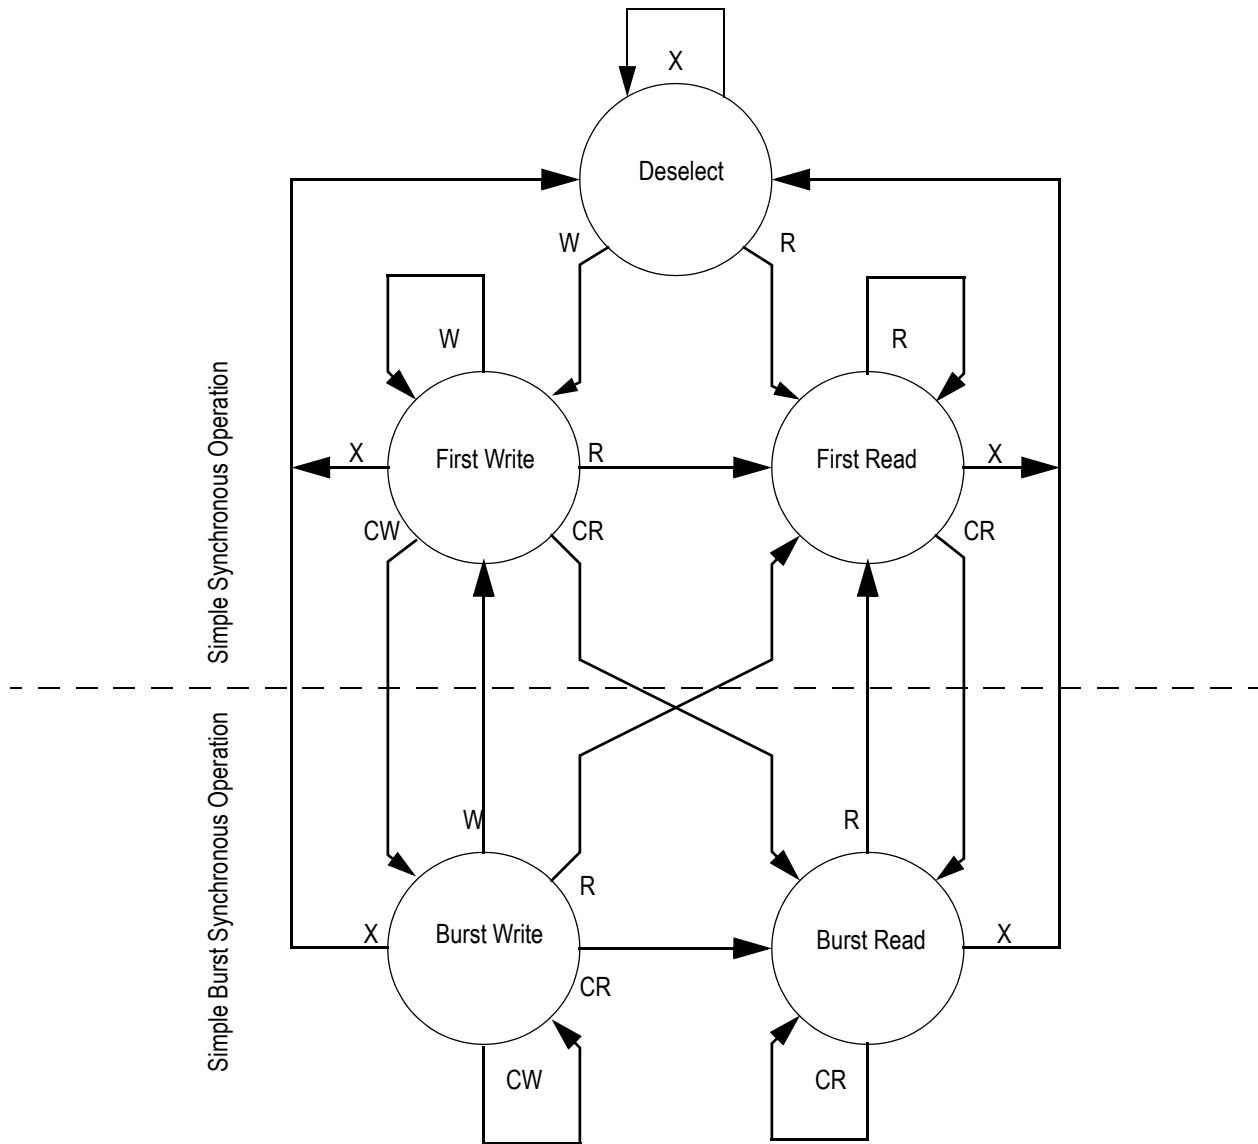 X
Deselect
W
R
W
R
X
First Write
R
First Read
X
CW
CR
CR
Simple Synchronous Operation
Simple Burst Synchronous Operation
W
R
R
X
Burst Write
Burst Read
X
CR
CW
CR